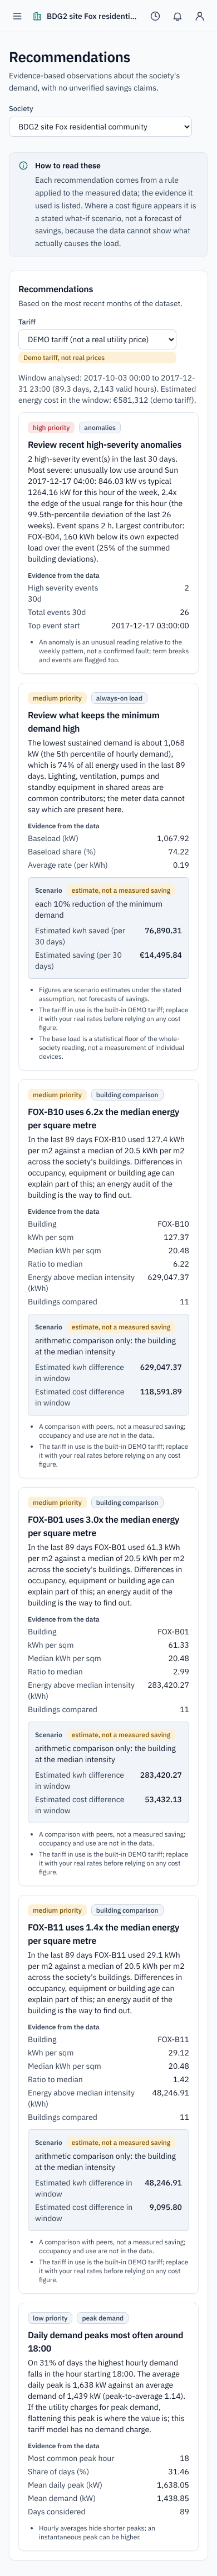 BDG2 site Fox residenti...
Recommendations
Evidence-based observations about the society's
demand, with no unverified savings claims.
Society
BDG2 site Fox residential community
How to read these
Each recommendation comes from a rule
applied to the measured data; the evidence it
used is listed. Where a cost figure appears it is
a stated what-if scenario, not a forecast of
savings, because the data cannot show what
actually causes the load.
Recommendations
Based on the most recent months of the dataset.
Tariff
DEMO tariff (not a real utility price)
Demo tariff, not real prices
Window analysed: 2017-10-03 00:00 to 2017-12-
31 23:00 (89.3 days, 2,143 valid hours). Estimated
energy cost in the window: €581,312 (demo tariff).
high priority anomalies
Review recent high-severity anomalies
2 high-severity event(s) in the last 30 days.
Most severe: unusually low use around Sun
2017-12-17 04:00: 846.03 kW vs typical
1264.16 kW for this hour of the week, 2.4x
the edge of the usual range for this hour (the
99.5th-percentile deviation of the last 26
weeks). Event spans 2 h. Largest contributor:
FOX-B04, 160 kWh below its own expected
load over the event (25% of the summed
building deviations).
Evidence from the data
High severity events 2
30d
Total events 30d 26
Top event start 2017-12-17 03:00:00
• An anomaly is an unusual reading relative to the
weekly pattern, not a confirmed fault; term breaks
and events are flagged too.
medium priority always-on load
Review what keeps the minimum
demand high
The lowest sustained demand is about 1,068
kW (the 5th percentile of hourly demand),
which is 74% of all energy used in the last 89
days. Lighting, ventilation, pumps and
standby equipment in shared areas are
common contributors; the meter data cannot
say which are present here.
Evidence from the data
Baseload (kW) 1,067.92
Baseload share (%) 74.22
Average rate (per kWh) 0.19
Scenario estimate, not a measured saving
each 10% reduction of the minimum
demand
Estimated kwh saved (per 76,890.31
30 days)
Estimated saving (per 30 €14,495.84
days)
• Figures are scenario estimates under the stated
assumption, not forecasts of savings.
• The tariff in use is the built-in DEMO tariff; replace
it with your real rates before relying on any cost
figure.
• The base load is a statistical floor of the whole-
society reading, not a measurement of individual
devices.
medium priority building comparison
FOX-B10 uses 6.2x the median energy
per square metre
In the last 89 days FOX-B10 used 127.4 kWh
per m2 against a median of 20.5 kWh per m2
across the society's buildings. Differences in
occupancy, equipment or building age can
explain part of this; an energy audit of the
building is the way to find out.
Evidence from the data
Building FOX-B10
kWh per sqm 127.37
Median kWh per sqm 20.48
Ratio to median 6.22
Energy above median intensity 629,047.37
(kWh)
Buildings compared 11
Scenario estimate, not a measured saving
arithmetic comparison only: the building
at the median intensity
Estimated kwh difference 629,047.37
in window
Estimated cost difference 118,591.89
in window
• A comparison with peers, not a measured saving;
occupancy and use are not in the data.
• The tariff in use is the built-in DEMO tariff; replace
it with your real rates before relying on any cost
figure.
medium priority building comparison
FOX-B01 uses 3.0x the median energy
per square metre
In the last 89 days FOX-B01 used 61.3 kWh
per m2 against a median of 20.5 kWh per m2
across the society's buildings. Differences in
occupancy, equipment or building age can
explain part of this; an energy audit of the
building is the way to find out.
Evidence from the data
Building FOX-B01
kWh per sqm 61.33
Median kWh per sqm 20.48
Ratio to median 2.99
Energy above median intensity 283,420.27
(kWh)
Buildings compared 11
Scenario estimate, not a measured saving
arithmetic comparison only: the building
at the median intensity
Estimated kwh difference 283,420.27
in window
Estimated cost difference 53,432.13
in window
• A comparison with peers, not a measured saving;
occupancy and use are not in the data.
• The tariff in use is the built-in DEMO tariff; replace
it with your real rates before relying on any cost
figure.
medium priority building comparison
FOX-B11 uses 1.4x the median energy
per square metre
In the last 89 days FOX-B11 used 29.1 kWh
per m2 against a median of 20.5 kWh per m2
across the society's buildings. Differences in
occupancy, equipment or building age can
explain part of this; an energy audit of the
building is the way to find out.
Evidence from the data
Building FOX-B11
kWh per sqm 29.12
Median kWh per sqm 20.48
Ratio to median 1.42
Energy above median intensity 48,246.91
(kWh)
Buildings compared 11
Scenario estimate, not a measured saving
arithmetic comparison only: the building
at the median intensity
Estimated kwh difference in 48,246.91
window
Estimated cost difference in 9,095.80
window
• A comparison with peers, not a measured saving;
occupancy and use are not in the data.
• The tariff in use is the built-in DEMO tariff; replace
it with your real rates before relying on any cost
figure.
low priority peak demand
Daily demand peaks most often around
18:00
On 31% of days the highest hourly demand
falls in the hour starting 18:00. The average
daily peak is 1,638 kW against an average
demand of 1,439 kW (peak-to-average 1.14).
If the utility charges for peak demand,
flattening this peak is where the value is; this
tariff model has no demand charge.
Evidence from the data
Most common peak hour 18
Share of days (%) 31.46
Mean daily peak (kW) 1,638.05
Mean demand (kW) 1,438.85
Days considered 89
• Hourly averages hide shorter peaks; an
instantaneous peak can be higher.